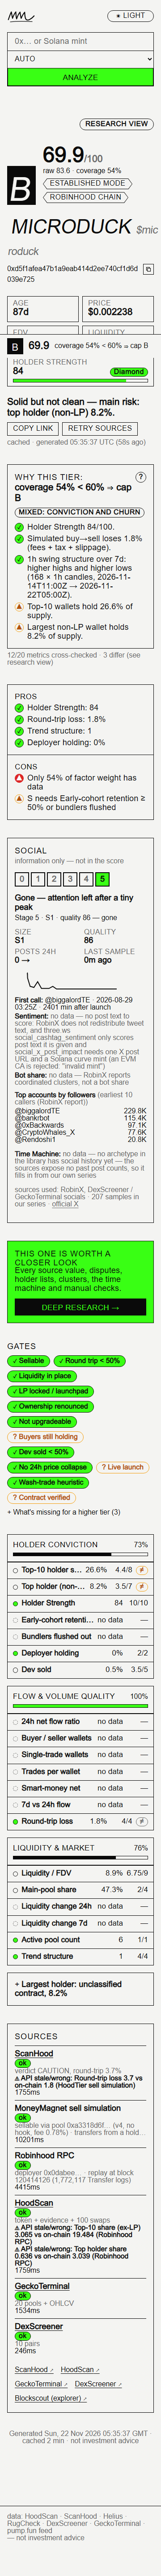 ☀ LIGHT
0x… or Solana mint
AUTO
ANALYZE
RESEARCH VIEW
B
69.9/100
raw 83.6 · coverage 54%
ESTABLISHED MODE
ROBINHOOD CHAIN
MICRODUCK $mic
roduck
0xd5f1afea47b1a9eab414d2ee740cf1d6d
039e725
AGE
87d
PRICE
$0.002238
FDV
LIQUIDITY
B 69.9 coverage 54% < 60% ⇒ cap B
HOLDER STRENGTH
84
Diamond
Solid but not clean — main risk:
top holder (non-LP) 8.2%.
COPY LINK
RETRY SOURCES
cached · generated 05:35:37 UTC (58s ago)
WHY THIS TIER:
?
coverage 54% < 60% ⇒ cap
B
MIXED: CONVICTION AND CHURN
Holder Strength 84/100.
Simulated buy→sell loses 1.8%
(fees + tax + slippage).
1h swing structure over 7d:
higher highs and higher lows
(168 × 1h candles, 2026-11-
14T11:00Z → 2026-11-
22T05:00Z).
Top-10 wallets hold 26.6% of
supply.
Largest non-LP wallet holds
8.2% of supply.
12/20 metrics cross-checked · 3 differ (see
research view)
PROS
Holder Strength: 84
Round-trip loss: 1.8%
Trend structure: 1
Deployer holding: 0%
CONS
Only 54% of factor weight has
data
S needs Early-cohort retention ≥
50% or bundlers flushed
SOCIAL
information only — not in the score
0 1 2 3 4 5
Gone — attention left after a tiny
peak
Stage 5 · S1 · quality 86 — gone
SIZE
S1
QUALITY
86
POSTS 24H
0 →
LAST SAMPLE
0m ago
First call: @biggalordTE · 2026-08-29
03:25Z · 2401 min after launch
Sentiment: no data — no post text to
score: RobinX does not redistribute tweet
text, and three ws
social_cashtag_sentiment only scores
post text it is given and
social_x_post_impact needs one X post
URL and a Solana curve mint (an EVM
CA is rejected: "invalid mint")
Bot share: no data — RobinX reports
coordinated clusters, not a bot share
Top accounts by followers (earliest 10
callers (RobinX report))
@biggalordTE 229.8K
@bankrbot 115.4K
@0xBackwards 97.1K
@CryptoWhales_X 77.6K
@Rendoshi1 20.8K
Time Machine: no data — no archetype in
the library has social history yet — the
sources expose no past post counts, so it
fills in from our own series
sources used: RobinX, DexScreener /
GeckoTerminal socials · 207 samples in
our series · official X
THIS ONE IS WORTH A
CLOSER LOOK
Every source value, disputes,
holder lists, clusters, the time
machine and manual checks.
DEEP RESEARCH →
GATES
✓ Sellable
✓ Round trip < 50%
✓ Liquidity in place
✓ LP locked / launchpad
✓ Ownership renounced
✓ Not upgradeable
? Buyers still holding
✓ Dev sold < 50%
✓ No 24h price collapse
? Live launch
✓ Wash-trade heuristic
? Contract verified
+ What's missing for a higher tier (3)
HOLDER CONVICTION 73%
Top-10 holder s… 26.6% 4.4/8 ≠
Top holder (non-… 8.2% 3.5/7 ≠
Holder Strength 84 10/10
Early-cohort retenti… no data —
Bundlers flushed out no data —
Deployer holding 0% 2/2
Dev sold 0.5% 3.5/5
FLOW & VOLUME QUALITY 100%
24h net flow ratio no data —
Buyer / seller wallets no data —
Single-trade wallets no data —
Trades per wallet no data —
Smart-money net no data —
7d vs 24h flow no data —
Round-trip loss 1.8% 4/4 ≠
LIQUIDITY & MARKET 76%
Liquidity / FDV 8.9% 6.75/9
Main-pool share 47.3% 2/4
Liquidity change 24h no data —
Liquidity change 7d no data —
Active pool count 6 1/1
Trend structure 1 4/4
+ Largest holder: unclassified
contract, 8.2%
SOURCES
ScanHood
ok
verdict CAUTION, round-trip 3.7%
⚠ API stale/wrong: Round-trip loss 3.7 vs
on-chain 1.8 (HoodTier sell simulation)
1755ms
MoneyMagnet sell simulation
ok
sellable via pool 0xa3318d6f… (v4, no
hook, fee 0.78%) · transfers from a hold…
10201ms
Robinhood RPC
ok
deployer 0x0dabee… · replay at block
120414126 (1,772,117 Transfer logs)
4415ms
HoodScan
ok
token + evidence + 100 swaps
⚠ API stale/wrong: Top-10 share (ex-LP)
3.065 vs on-chain 19.484 (Robinhood
RPC)
⚠ API stale/wrong: Top holder share
0.636 vs on-chain 3.039 (Robinhood
RPC)
1759ms
GeckoTerminal
ok
20 pools + OHLCV
1534ms
DexScreener
ok
10 pairs
246ms
ScanHood ↗ HoodScan ↗
GeckoTerminal ↗ DexScreener ↗
Blockscout (explorer) ↗
Generated Sun, 22 Nov 2026 05:35:37 GMT ·
cached 2 min · not investment advice
data: HoodScan · ScanHood · Helius ·
RugCheck · DexScreener · GeckoTerminal ·
pump fun feed
— not investment advice